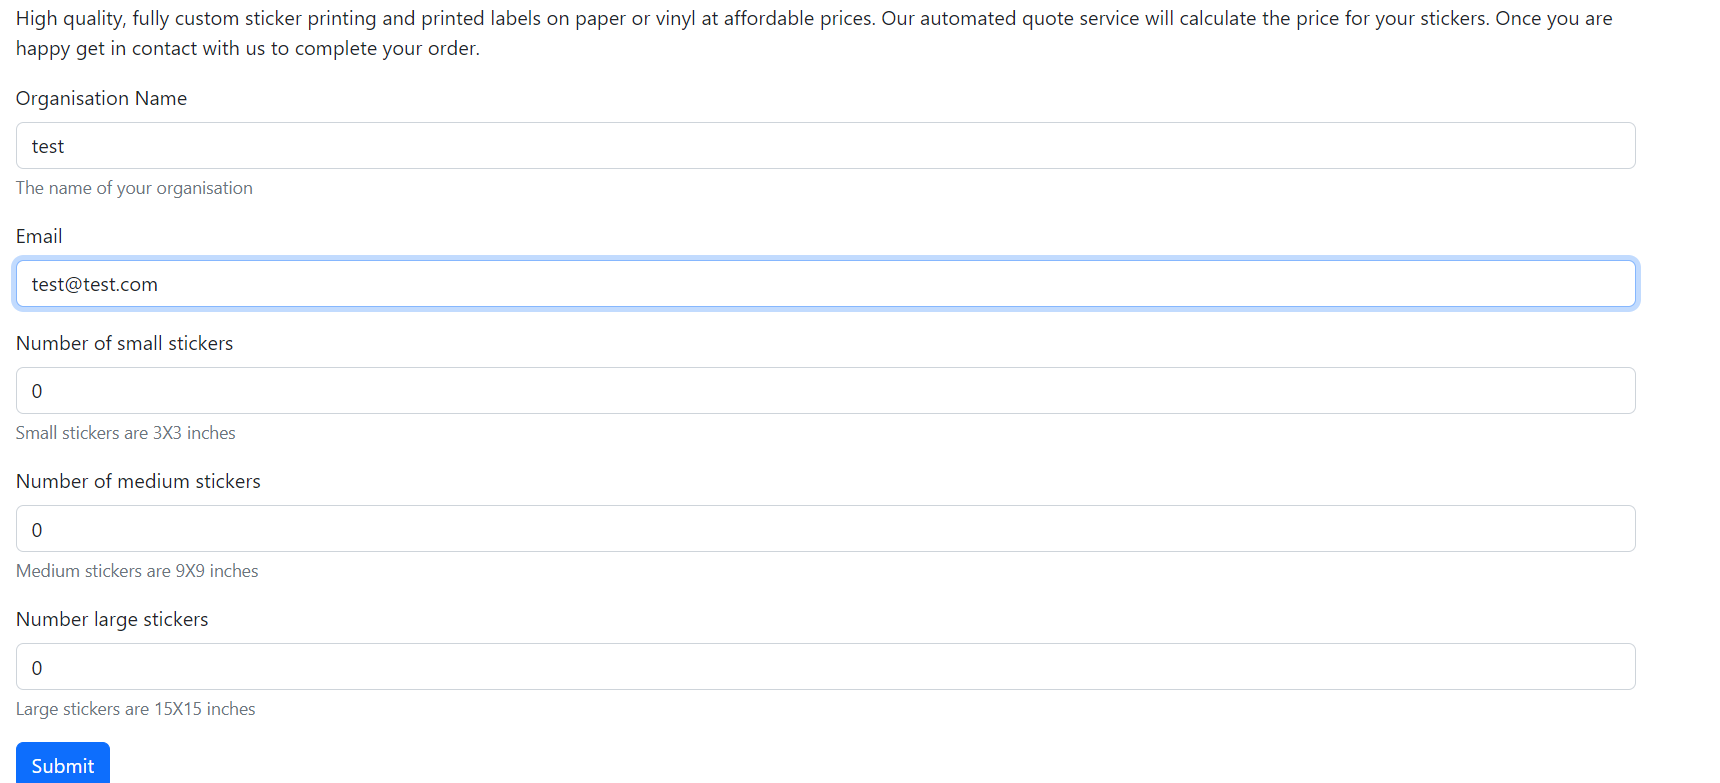 High quality, fully custom sticker printing and printed labels on paper or vinyl at affordable prices. Our automated quote service will calculate the price for your stickers. Once you are
happy get in contact with us to complete your order.
Organisation Name
test
The name of your organisation
Email
test@test.com
Number of small stickers
0
Small stickers are 3X3 inches
Number of medium stickers
0
Medium stickers are 9X9 inches
Number large stickers
0
Large stickers are 15X15 inches
Submit